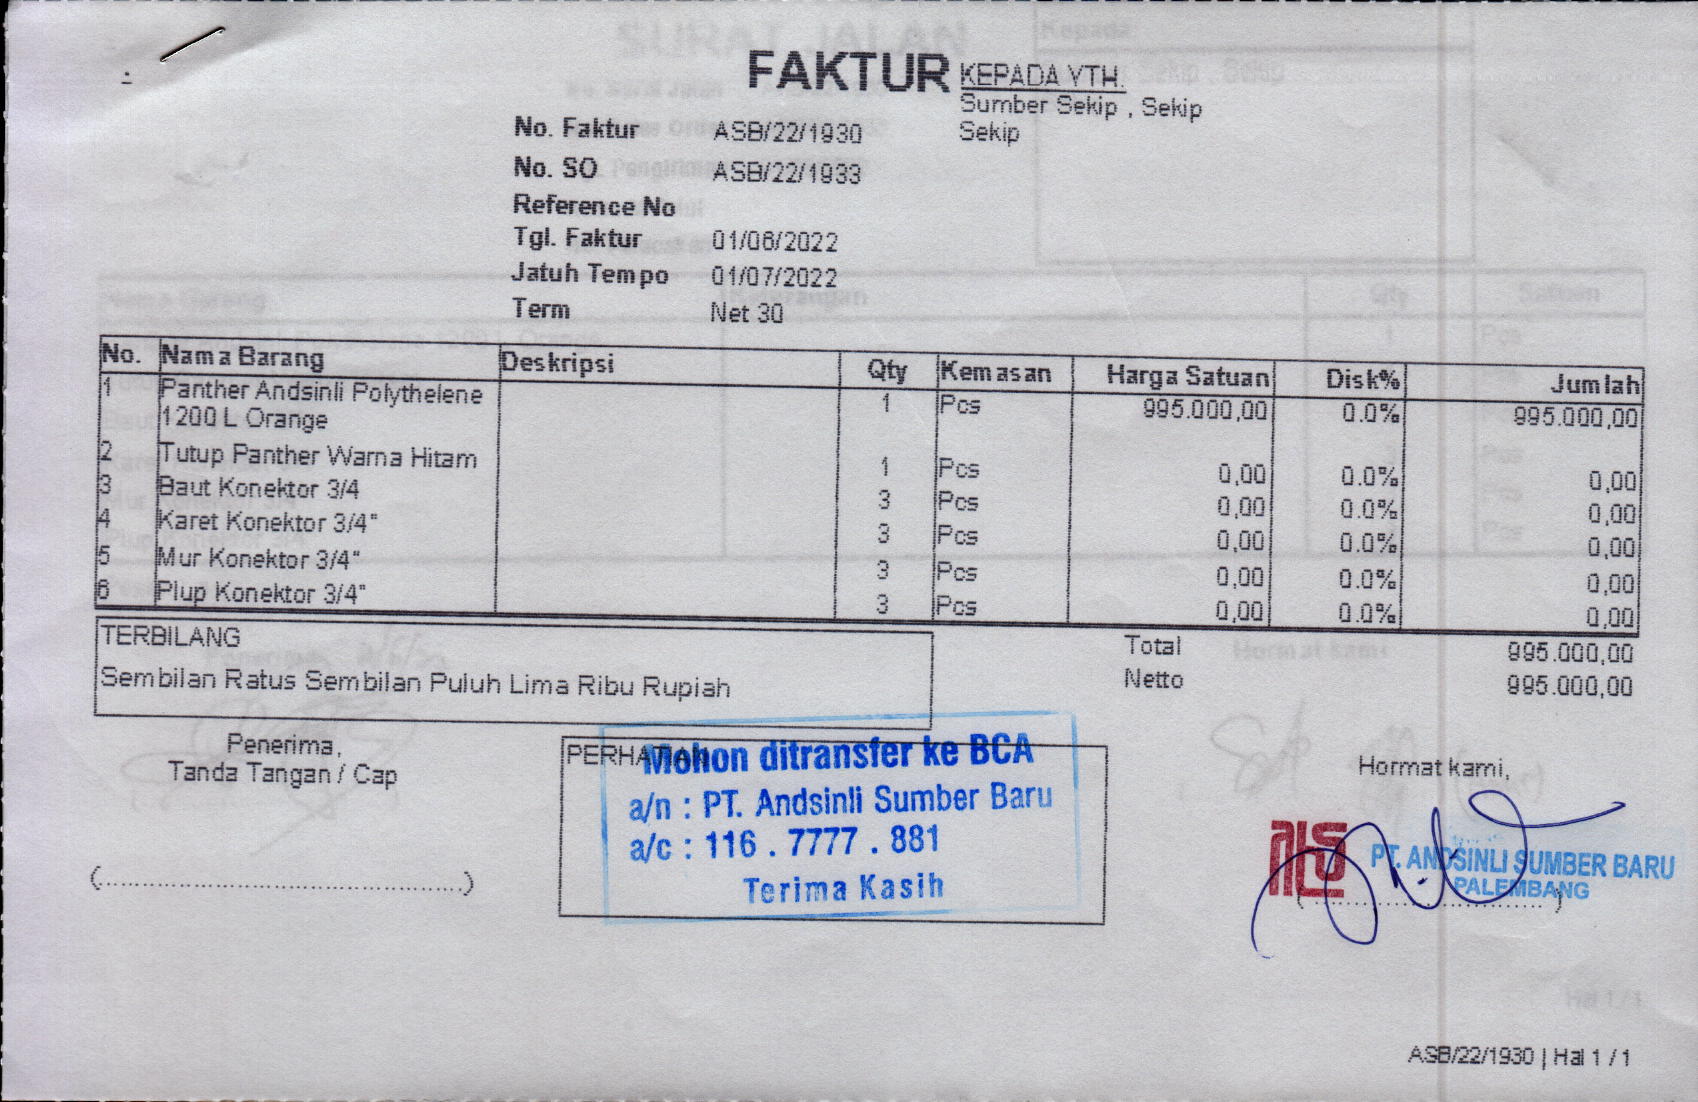 FAKTUR
KEPADA YTH.
Sumber Sekip , Sekip
Sekip
No. Faktur ASB/22/1930
No. SO ASB/22/1933
Reference No
Tgl. Faktur 01/06/2022
Jatuh Tempo 01/07/2022
Term Net 30
No. Nama Barang Deskripsi Qty Kemasan Harga Satuan Disk% Jumlah
1 Panther Andsinli Polythelene 1 Pcs 995.000,00 0.0% 995.000,00
1200 L Orange
2 Tutup Panther Warna Hitam 1 Pcs 0,00 0.0% 0,00
3 Baut Konektor 3/4 3 Pcs 0,00 0.0% 0,00
4 Karet Konektor 3/4" 3 Pcs 0,00 0.0% 0,00
5 Mur Konektor 3/4" 3 Pcs 0,00 0.0% 0,00
6 Plup Konektor 3/4" 3 Pcs 0,00 0.0% 0,00
TERBILANG
Sembilan Ratus Sembilan Puluh Lima Ribu Rupiah
Total 995.000,00
Netto 995.000,00
Penerima,
Tanda Tangan / Cap
(......................................................)
PERHATIAN
Mohon ditransfer ke BCA
a/n : PT. Andsinli Sumber Baru
a/c : 116 . 7777 . 881
Terima Kasih
Hormat kami,
PT. ANDSINLI SUMBER BARU
PALEMBANG
ASB/22/1930 | Hal 1 / 1